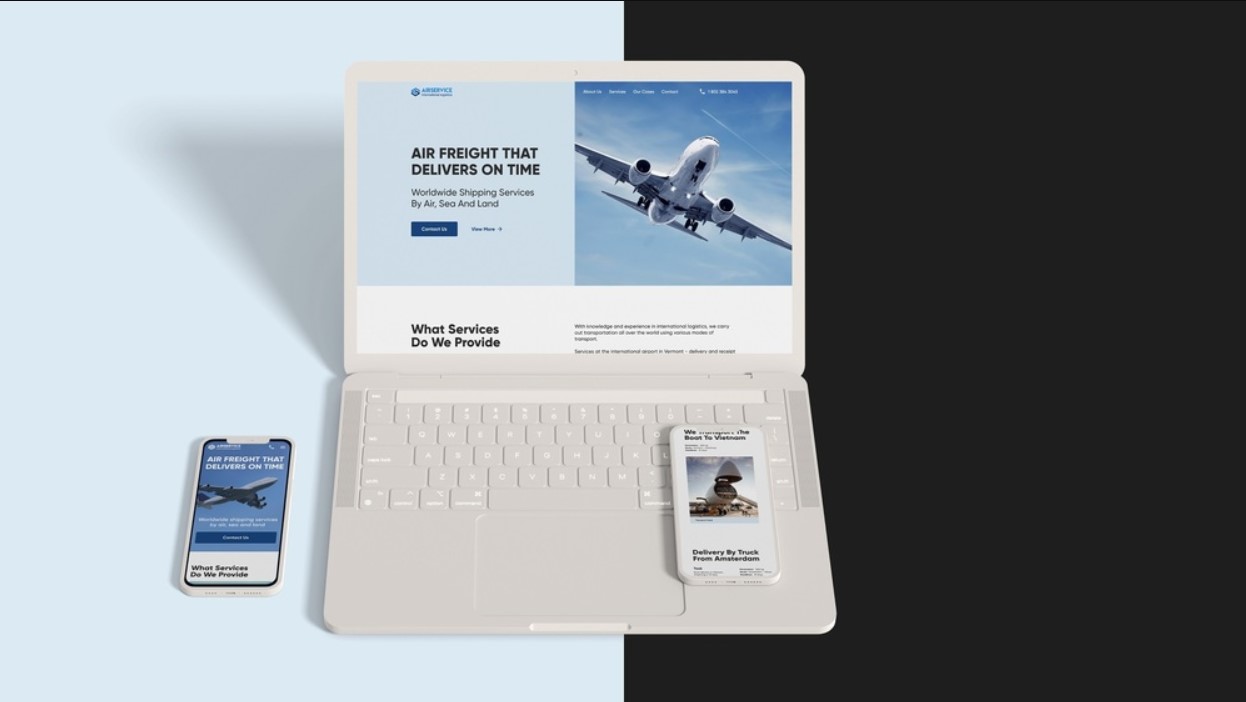 AIRSERVICE
International Logistics
About Us
Services
Our Cases
Contact
AIR FREIGHT THAT
DELIVERS ON TIME
Worldwide Shipping Services
By Air, Sea And Land
Contact Us
View More →
What Services
Do We Provide
With knowledge and experience in international logistics, we carry
out transportation all over the world using various modes of
transport.
Services at the international airport in Vermont – delivery and receipt
Q W E R T Y U I O
A S D F G H J K L
Z X C V B N M
AIRSERVICE
AIR FREIGHT THAT
DELIVERS ON TIME
Worldwide shipping services
by air, sea and land
Contact Us
What Services
Do We Provide
We Transport The
Boat To Vietnam
Delivery By Truck
From Amsterdam
Task